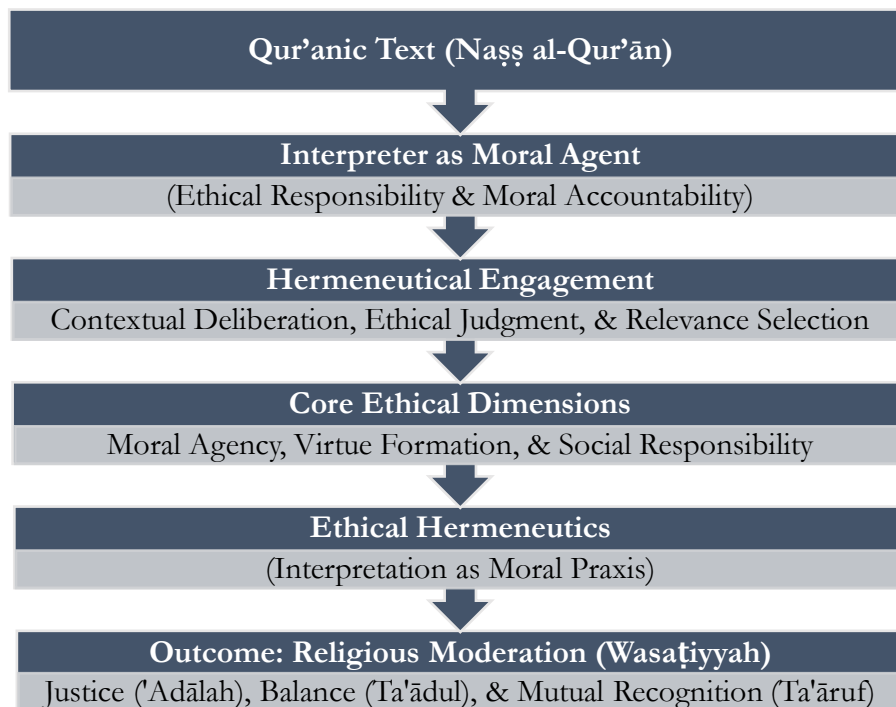 Qur’anic Text (Naṣṣ al-Qur’ān)
Interpreter as Moral Agent
(Ethical Responsibility & Moral Accountability)
Hermeneutical Engagement
Contextual Deliberation, Ethical Judgment, & Relevance Selection
Core Ethical Dimensions
Moral Agency, Virtue Formation, & Social Responsibility
Ethical Hermeneutics
(Interpretation as Moral Praxis)
Outcome: Religious Moderation (Wasaṭiyyah)
Justice ('Adālah), Balance (Ta'ādul), & Mutual Recognition (Ta'āruf)